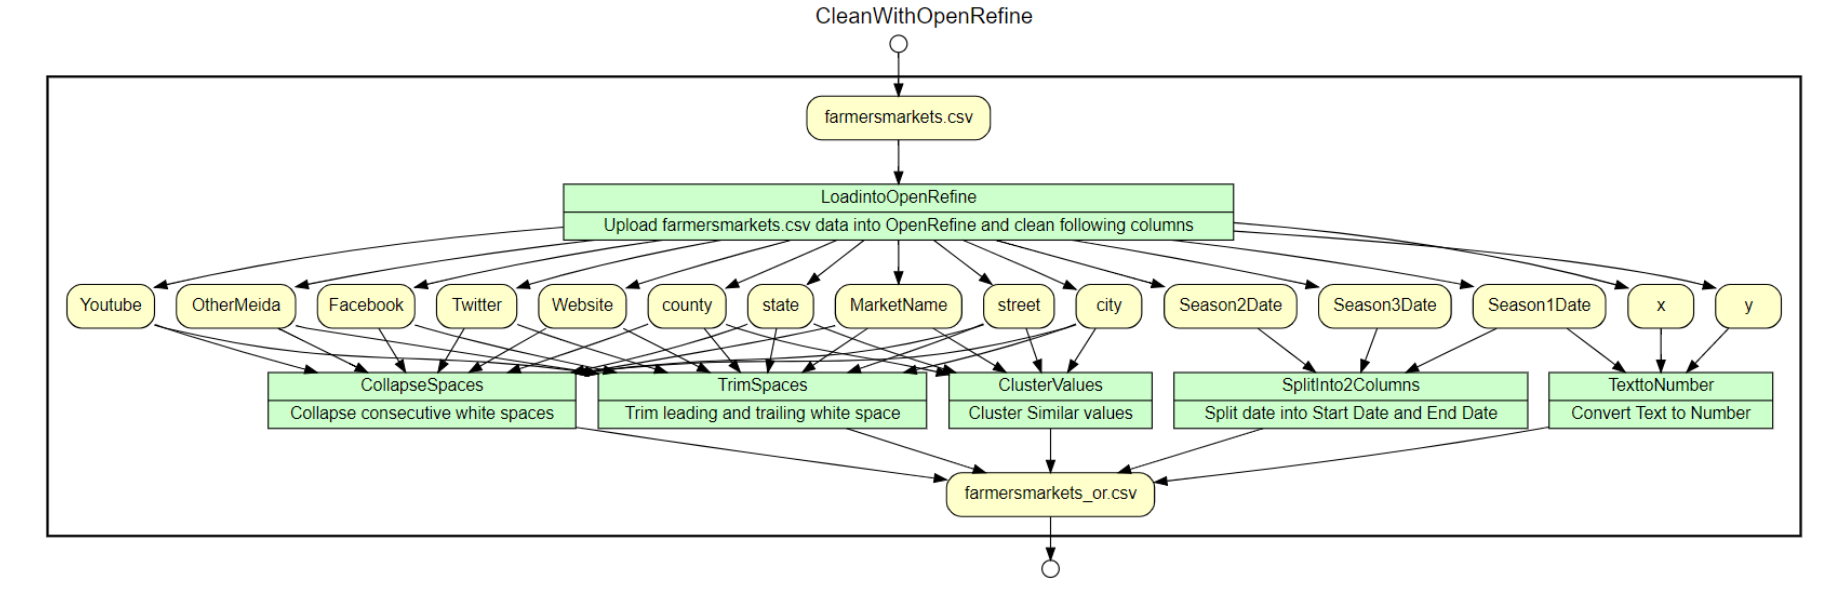 CleanWithOpenRefine
farmersmarkets.csv
LoadintoOpenRefine
Upload farmersmarkets.csv data into OpenRefine and clean following columns
Youtube
OtherMeida
Facebook
Twitter
Website
county
state
MarketName
street
city
Season2Date
Season3Date
Season1Date
x
y
CollapseSpaces
Collapse consecutive white spaces
TrimSpaces
Trim leading and trailing white space
ClusterValues
Cluster Similar values
SplitInto2Columns
Split date into Start Date and End Date
TexttoNumber
Convert Text to Number
farmersmarkets_or.csv